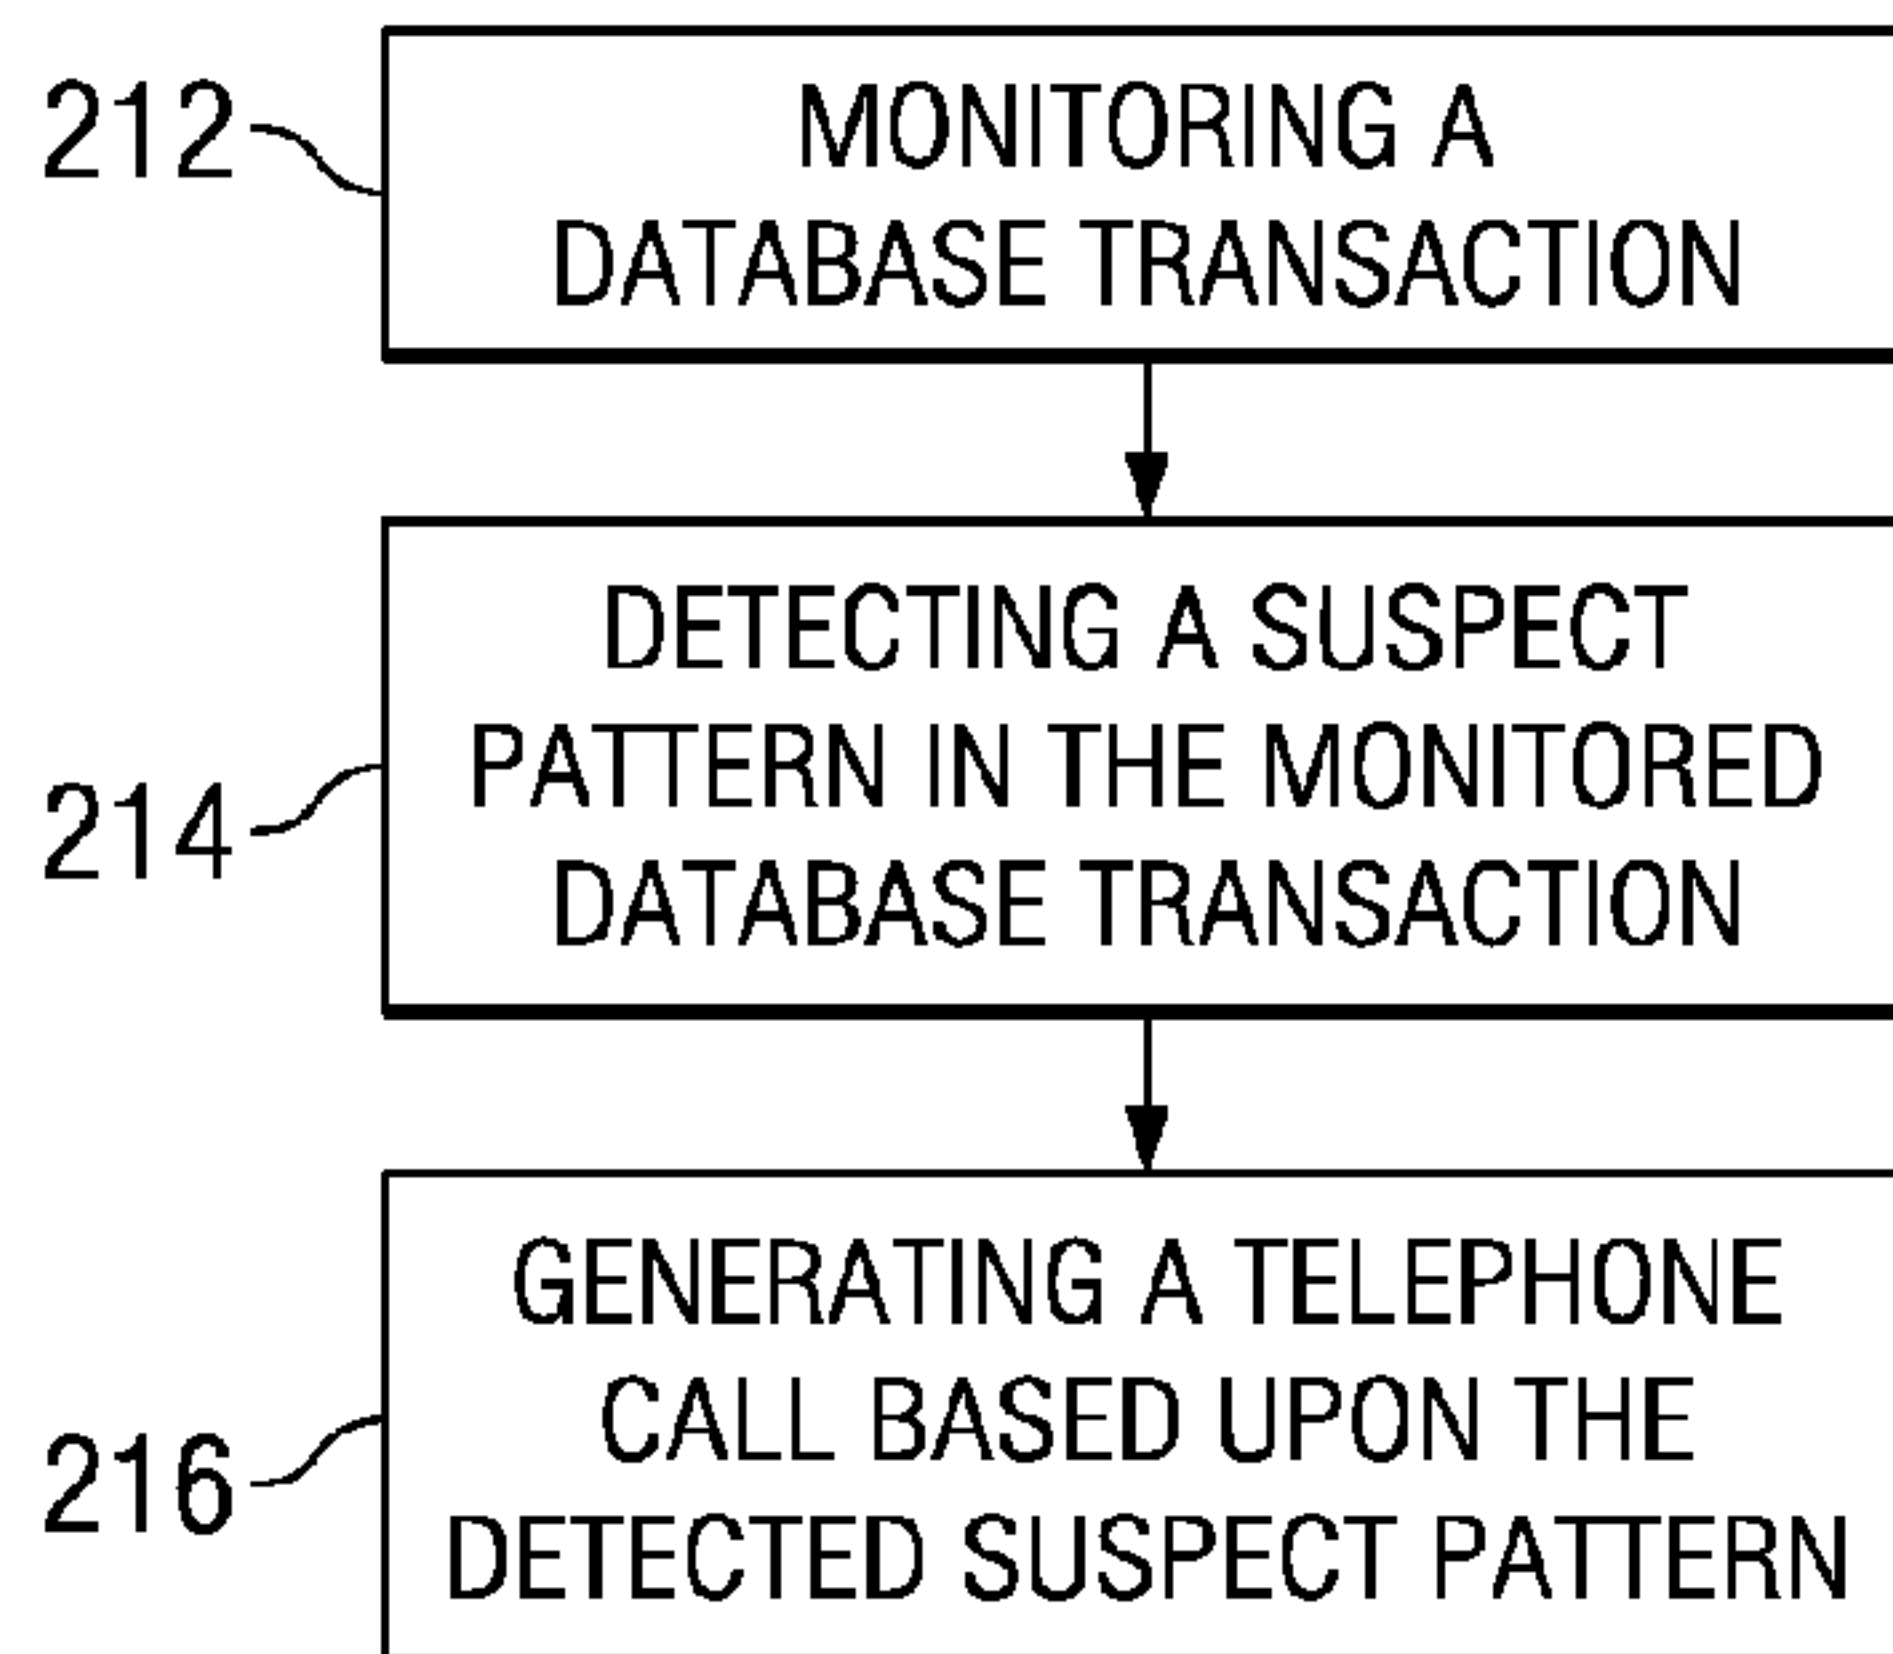 212
MONITORING A
DATABASE TRANSACTION
214
DETECTING A SUSPECT
PATTERN IN THE MONITORED
DATABASE TRANSACTION
216
GENERATING A TELEPHONE
CALL BASED UPON THE
DETECTED SUSPECT PATTERN